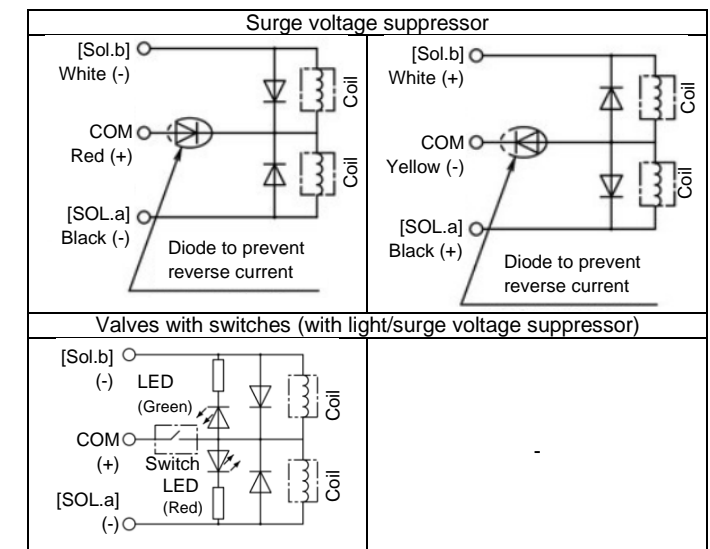 Surge voltage suppressor
[Sol.b]
White (-)
Coil
COM
Red (+)
Coil
[SOL.a]
Black (-)
Diode to prevent
reverse current
[Sol.b]
White (+)
Coil
COM
Yellow (-)
Coil
[SOL.a]
Black (+)
Diode to prevent
reverse current
Valves with switches (with light/surge voltage suppressor)
[Sol.b]
(-)
LED
(Green)
Coil
COM
(+)
Switch
LED
(Red)
Coil
[SOL.a]
(-)
-